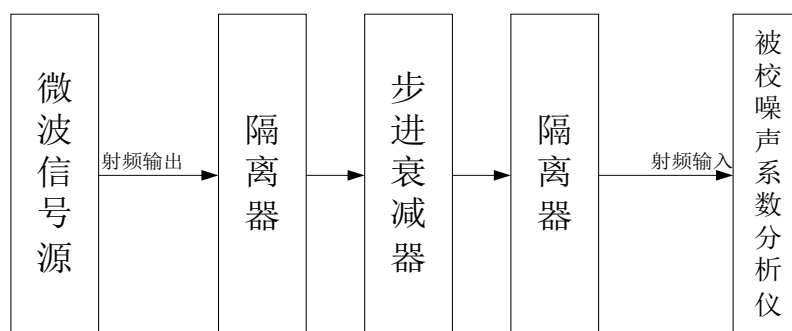 微波信号源
射频输出
隔离器
步进衰减器
隔离器
射频输入
被校噪声系数分析仪